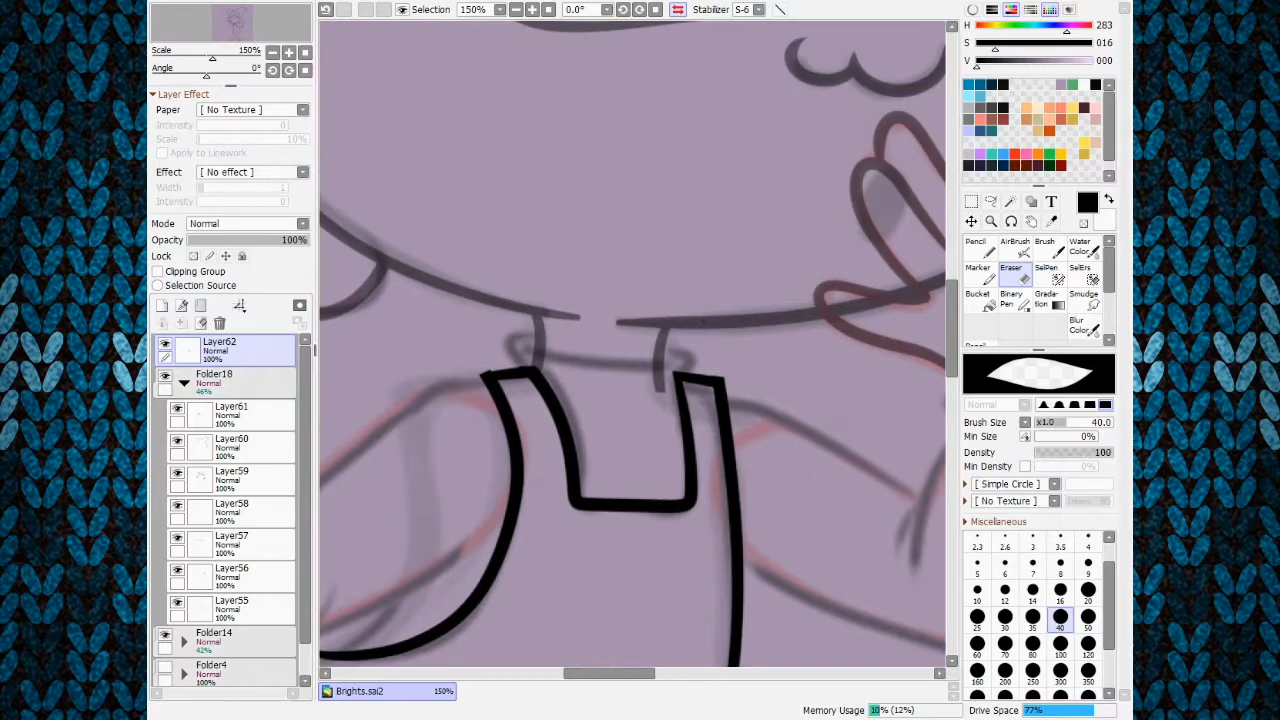 Selection 150% 0.0° Stabilizer S-6
Scale 150%
Angle 0°
Layer Effect
Paper [ No Texture ]
Intensity 0
Scale 10%
Apply to Linework
Effect [ No effect ]
Width 1
Intensity 0
Mode Normal
Opacity 100%
Lock
Clipping Group
Selection Source
Layer62
Normal
100%
Folder18
Normal
46%
Layer61
Normal
100%
Layer60
Normal
100%
Layer59
Normal
100%
Layer58
Normal
100%
Layer57
Normal
100%
Layer56
Normal
100%
Layer55
Normal
100%
Folder14
Normal
42%
Folder4
Normal
100%
Brights.sai2 150%
H 283
S 016
V 000
T
Pencil AirBrush Brush Water Color
Marker Eraser SelPen SelErs
Bucket Binary Pen Gradation Smudge
Blur Color
Pencil
Normal
Brush Size x1.0 40.0
Min Size 0%
Density 100
Min Density 0%
[ Simple Circle ]
[ No Texture ] Intens 95
Miscellaneous
2.3 2.6 3 3.5 4
5 6 7 8 9
10 12 14 16 20
25 30 35 40 50
60 70 80 100 120
160 200 250 300 350
Memory Usage 10% (12%) Drive Space 77%